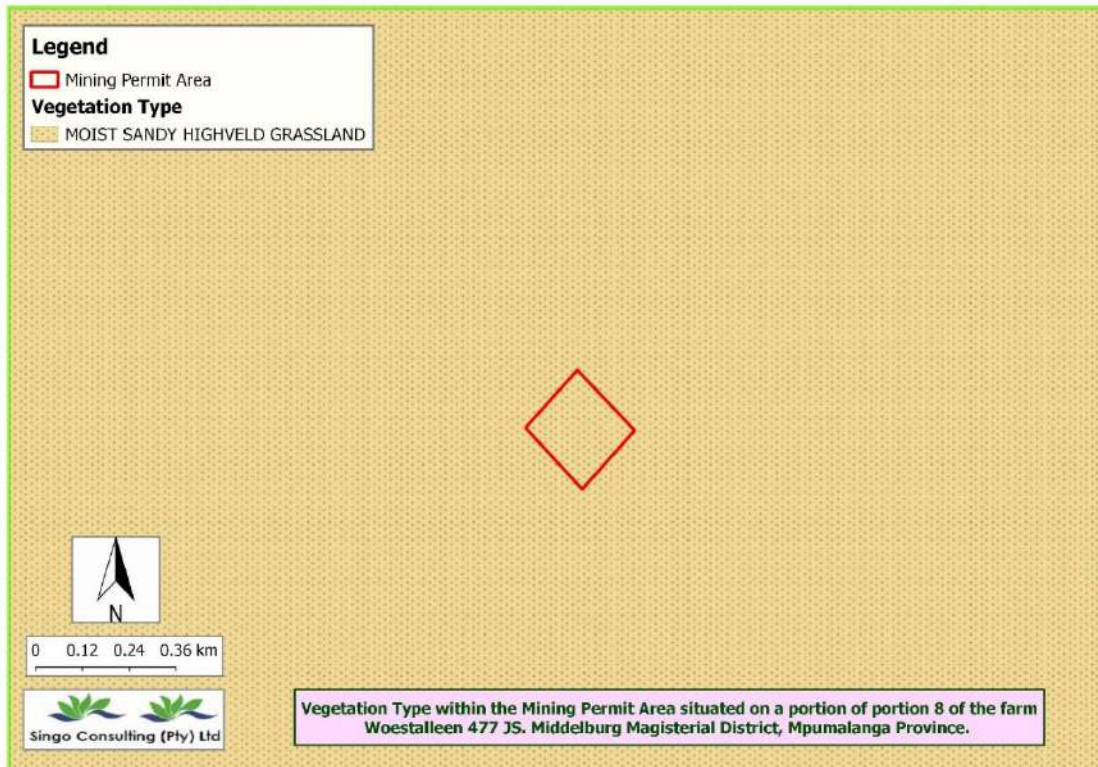 Legend
Mining Permit Area
Vegetation Type
MOIST SANDY HIGHVELD GRASSLAND
N
0 0.12 0.24 0.36 km
Singo Consulting (Pty) Ltd
Vegetation Type within the Mining Permit Area situated on a portion of portion 8 of the farm
Woestalleen 477 JS. Middelburg Magisterial District, Mpumalanga Province.